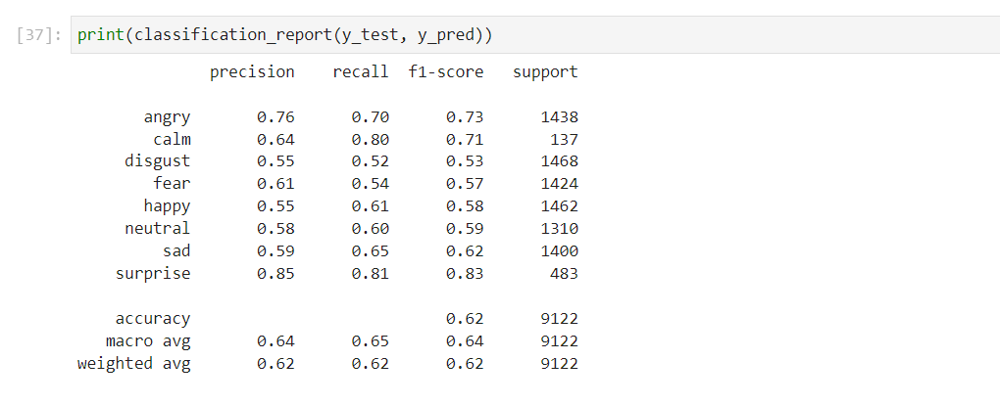 [37]: print(classification_report(y_test, y_pred))
precision recall f1-score support
angry 0.76 0.70 0.73 1438
calm 0.64 0.80 0.71 137
disgust 0.55 0.52 0.53 1468
fear 0.61 0.54 0.57 1424
happy 0.55 0.61 0.58 1462
neutral 0.58 0.60 0.59 1310
sad 0.59 0.65 0.62 1400
surprise 0.85 0.81 0.83 483
accuracy 0.62 9122
macro avg 0.64 0.65 0.64 9122
weighted avg 0.62 0.62 0.62 9122